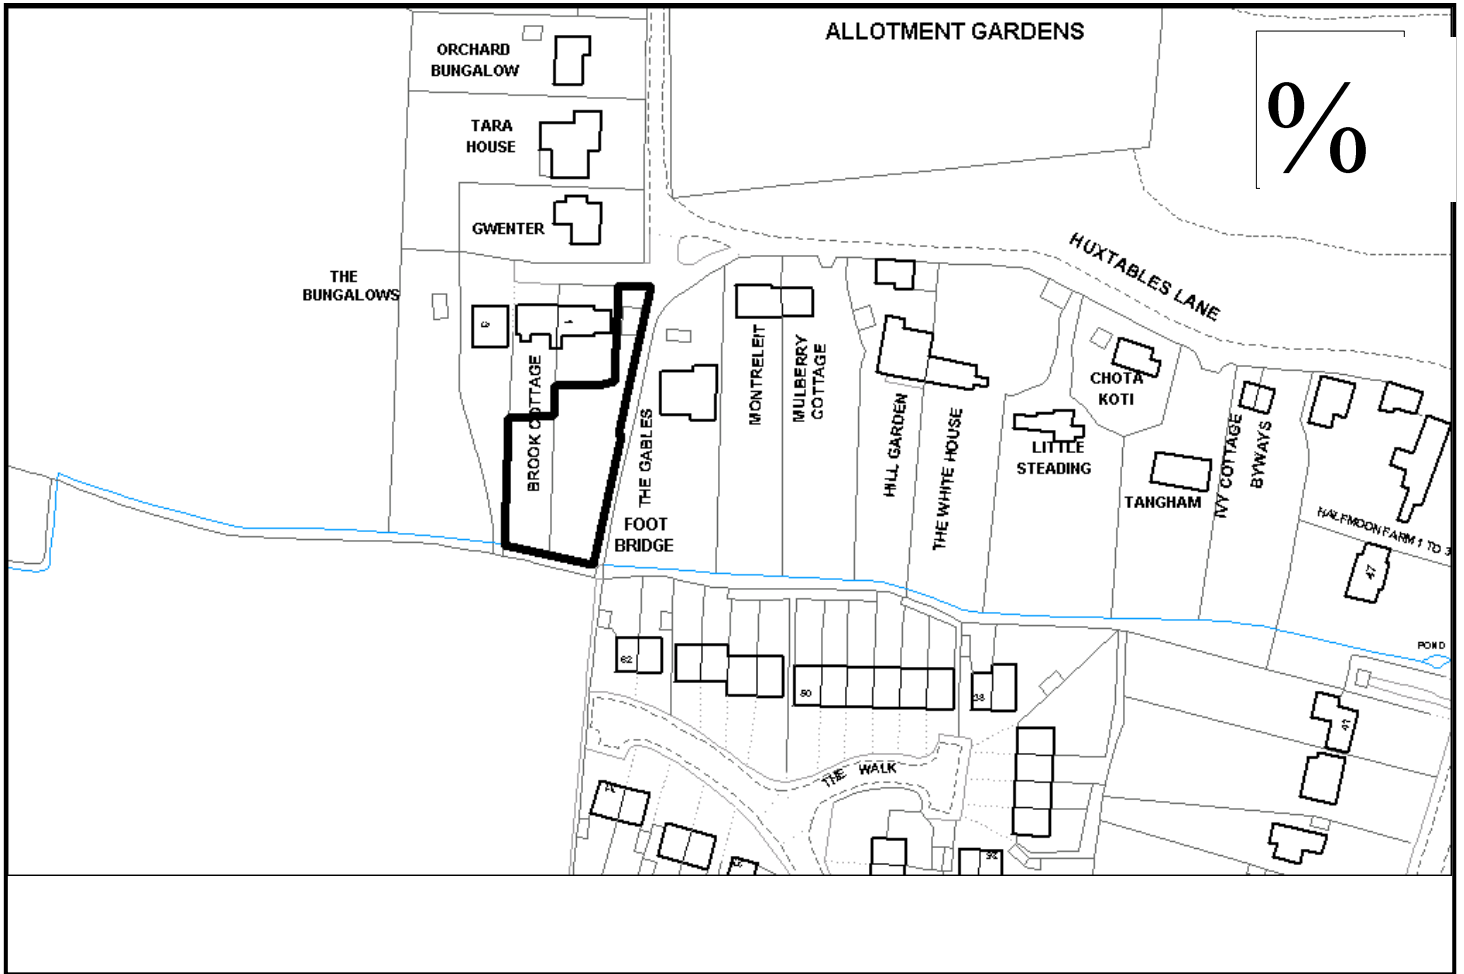 ALLOTMENT GARDENS
ORCHARD
BUNGALOW
%
TARA
HOUSE
GWENTER
HUXTABLES LANE
THE
BUNGALOWS
1
BROOK COTTAGE
THE GABLES
MONTRELEIT
MULBERRY
COTTAGE
HILL GARDEN
THE WHITE HOUSE
CHOTA
KOTI
LITTLE
STEADING
TANGHAM
IVY COTTAGE
BYWAYS
HALFMOON FARM 1 TO 3
47
FOOT
BRIDGE
POND
62
50
38
41
THE WALK